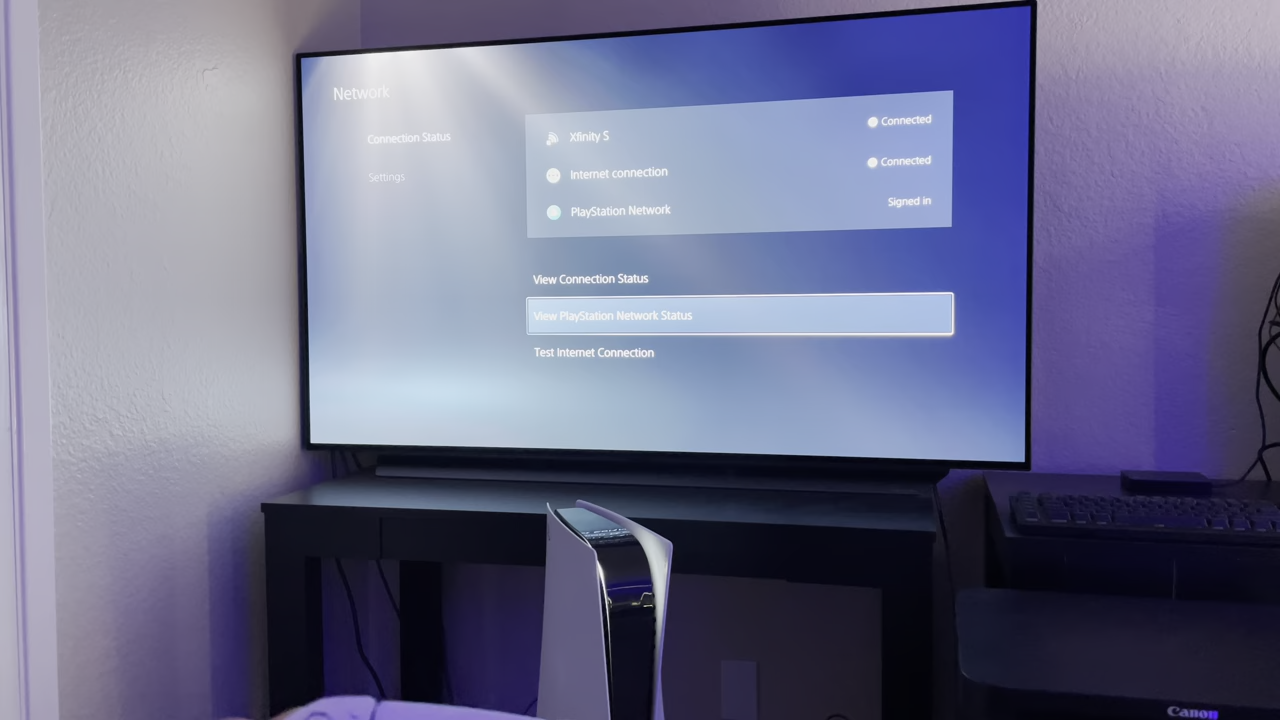 Network
Connection Status
Settings
Xfinity S
Connected
Internet connection
Connected
PlayStation Network
Signed in
View Connection Status
View PlayStation Network Status
Test Internet Connection
Canon